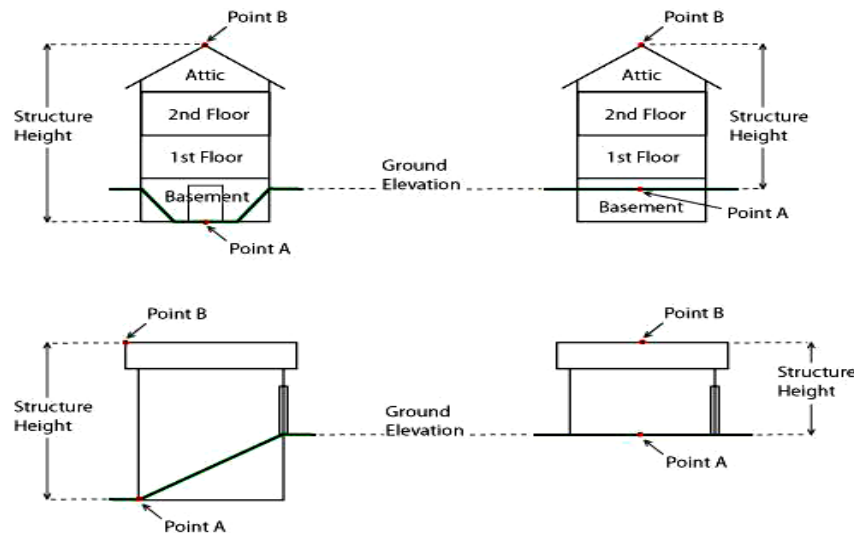 Point B
Attic
2nd Floor
1st Floor
Basement
Structure
Height
Point A
Ground
Elevation
Point B
Attic
2nd Floor
1st Floor
Basement
Structure
Height
Point A
Point B
Structure
Height
Point A
Ground
Elevation
Point B
Structure
Height
Point A